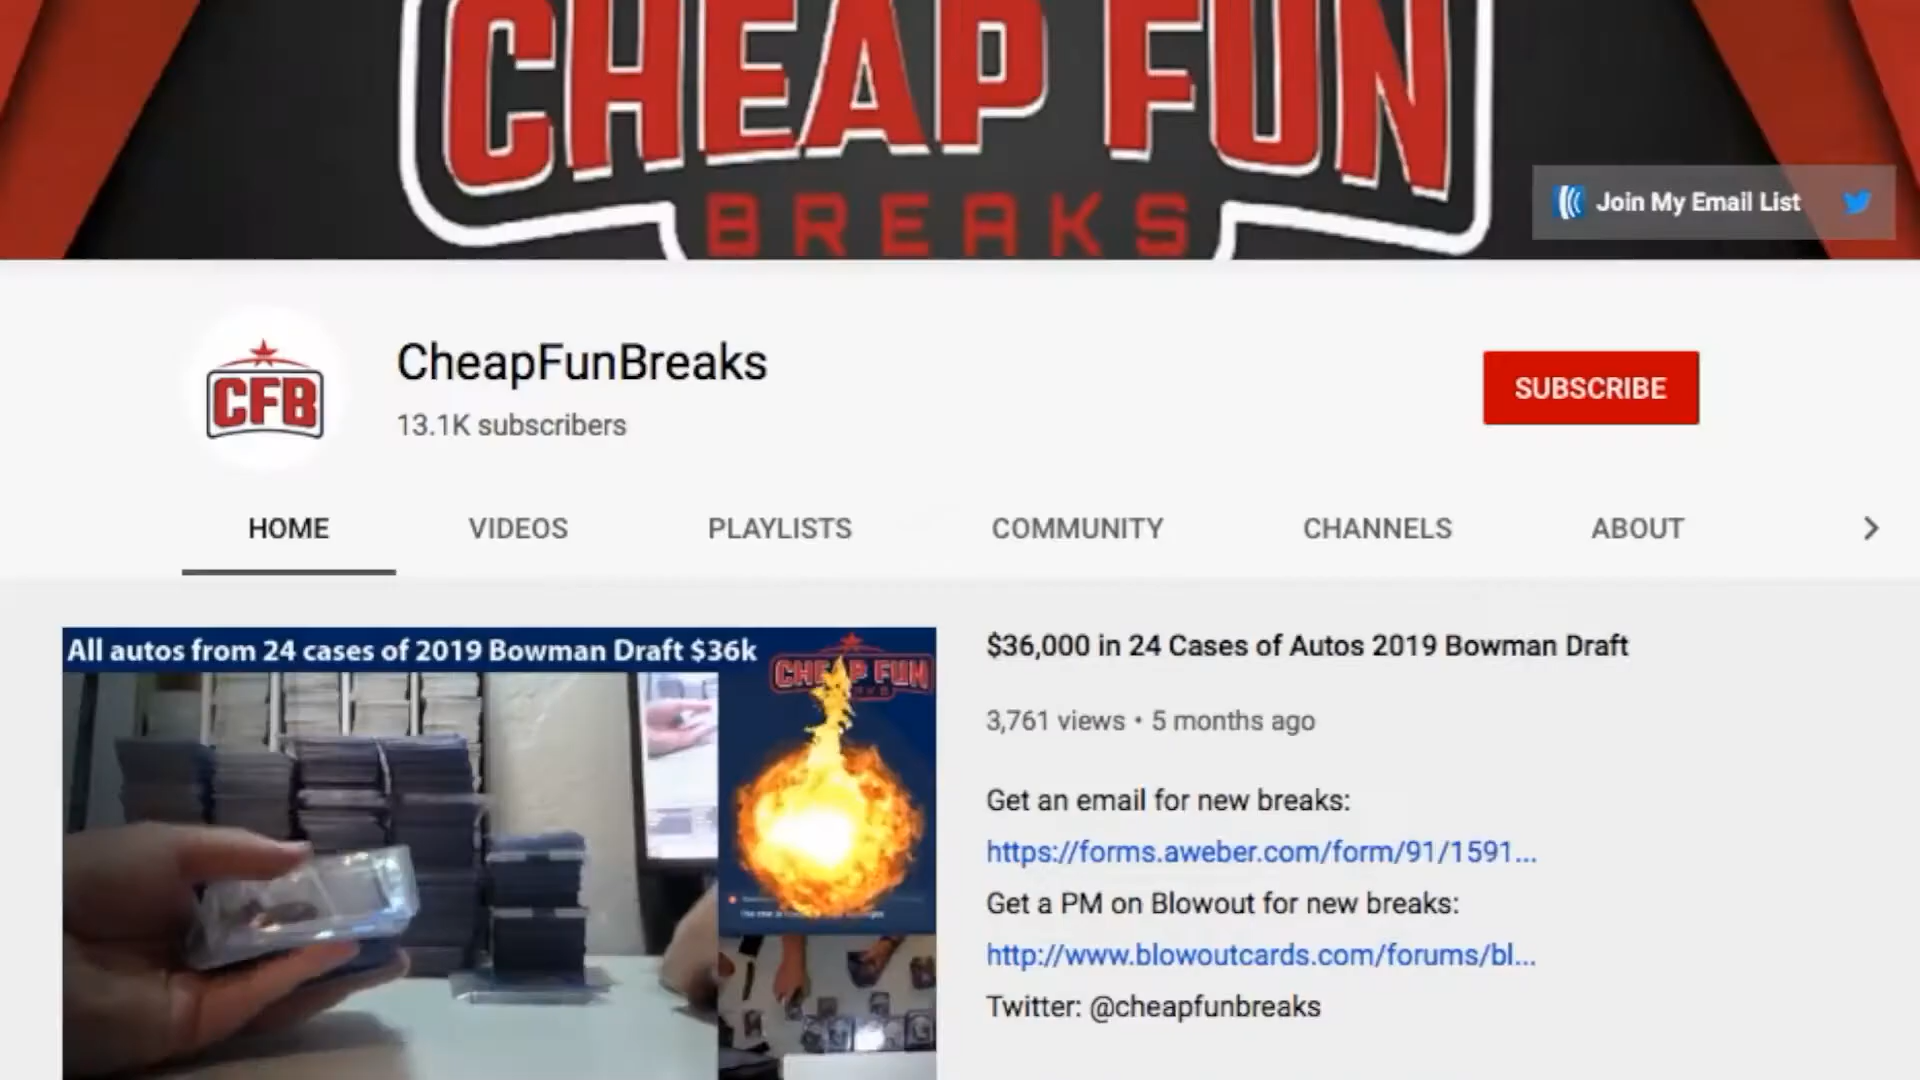 CHEAP FUN
BREAKS
Join My Email List
CFB
CheapFunBreaks
13.1K subscribers
SUBSCRIBE
HOME
VIDEOS
PLAYLISTS
COMMUNITY
CHANNELS
ABOUT
All autos from 24 cases of 2019 Bowman Draft $36k
CHEAP FUN
$36,000 in 24 Cases of Autos 2019 Bowman Draft
3,761 views • 5 months ago
Get an email for new breaks:
https://forms.aweber.com/form/91/1591...
Get a PM on Blowout for new breaks:
http://www.blowoutcards.com/forums/bl...
Twitter: @cheapfunbreaks